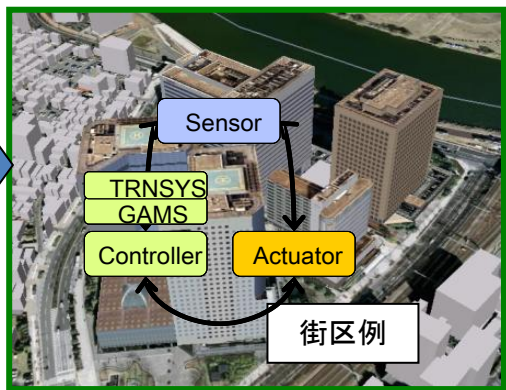 Sensor
TRNSYS
GAMS
Controller
Actuator
街区例